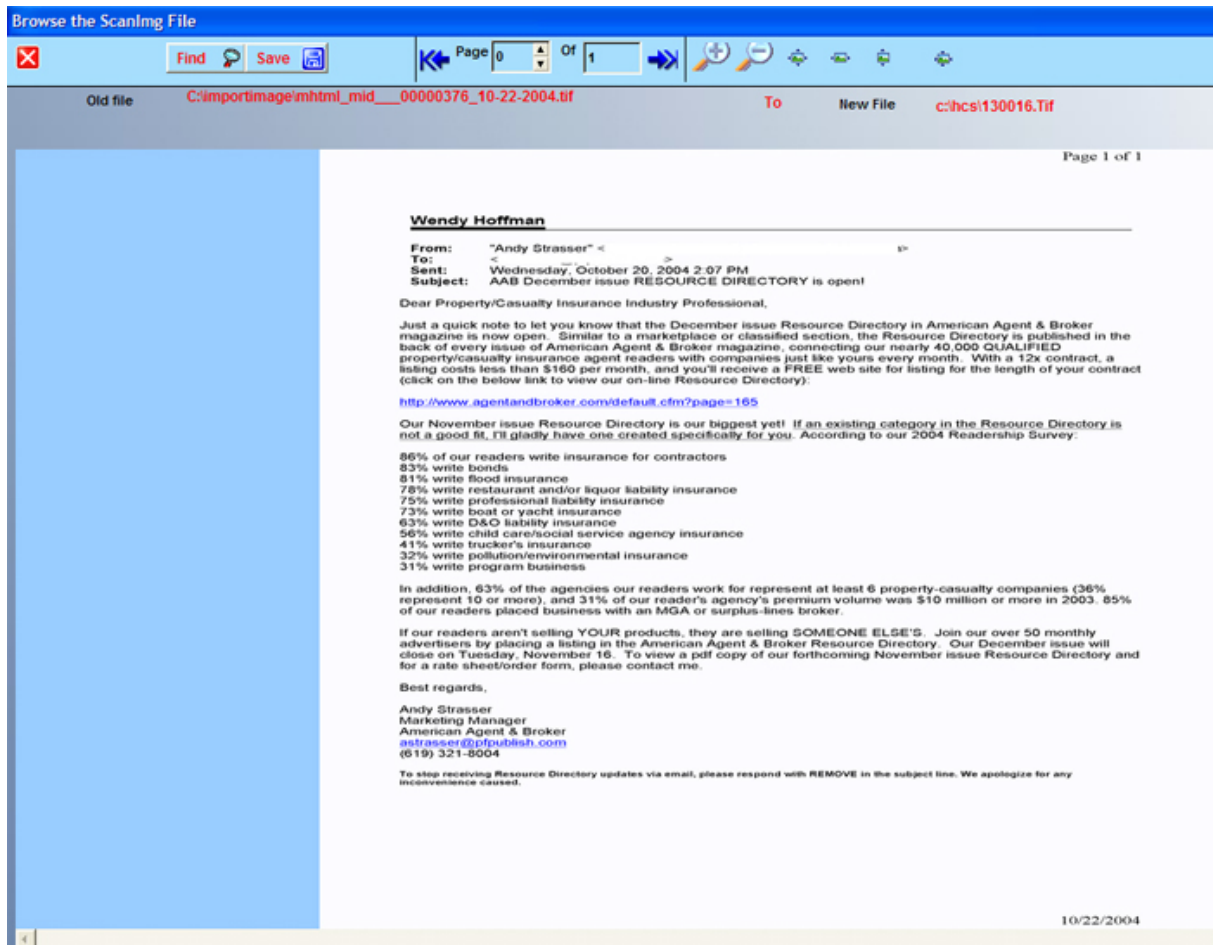 Browse the ScanImg File
Find Save Page 0 Of 1
Old file C:\importimage\mhtml_mid___00000376_10-22-2004.tif To New File c:\hcs\130016.Tif
Page 1 of 1
Wendy Hoffman
From: "Andy Strasser" <
To: < >
Sent: Wednesday, October 20, 2004 2:07 PM
Subject: AAB December issue RESOURCE DIRECTORY is open!
Dear Property/Casualty Insurance Industry Professional,
Just a quick note to let you know that the December issue Resource Directory in American Agent & Broker
magazine is now open. Similar to a marketplace or classified section, the Resource Directory is published in the
back of every issue of American Agent & Broker magazine, connecting our nearly 40,000 QUALIFIED
property/casualty insurance agent readers with companies just like yours every month. With a 12x contract, a
listing costs less than $160 per month, and you'll receive a FREE web site for listing for the length of your contract
(click on the below link to view our on-line Resource Directory):
http://www.agentandbroker.com/default.cfm?page=165
Our November issue Resource Directory is our biggest yet! If an existing category in the Resource Directory is
not a good fit, I'll gladly have one created specifically for you. According to our 2004 Readership Survey:
86% of our readers write insurance for contractors
83% write bonds
81% write flood insurance
78% write restaurant and/or liquor liability insurance
75% write professional liability insurance
73% write boat or yacht insurance
63% write D&O liability insurance
56% write child care/social service agency insurance
41% write trucker's insurance
32% write pollution/environmental insurance
31% write program business
In addition, 63% of the agencies our readers work for represent at least 6 property-casualty companies (36%
represent 10 or more), and 31% of our reader's agency's premium volume was $10 million or more in 2003. 85%
of our readers placed business with an MGA or surplus-lines broker.
If our readers aren't selling YOUR products, they are selling SOMEONE ELSE'S. Join our over 50 monthly
advertisers by placing a listing in the American Agent & Broker Resource Directory. Our December issue will
close on Tuesday, November 16. To view a pdf copy of our forthcoming November issue Resource Directory and
for a rate sheet/order form, please contact me.
Best regards,
Andy Strasser
Marketing Manager
American Agent & Broker
astrasser@pfpublish.com
(619) 321-8004
To stop receiving Resource Directory updates via email, please respond with REMOVE in the subject line. We apologize for any
inconvenience caused.
10/22/2004